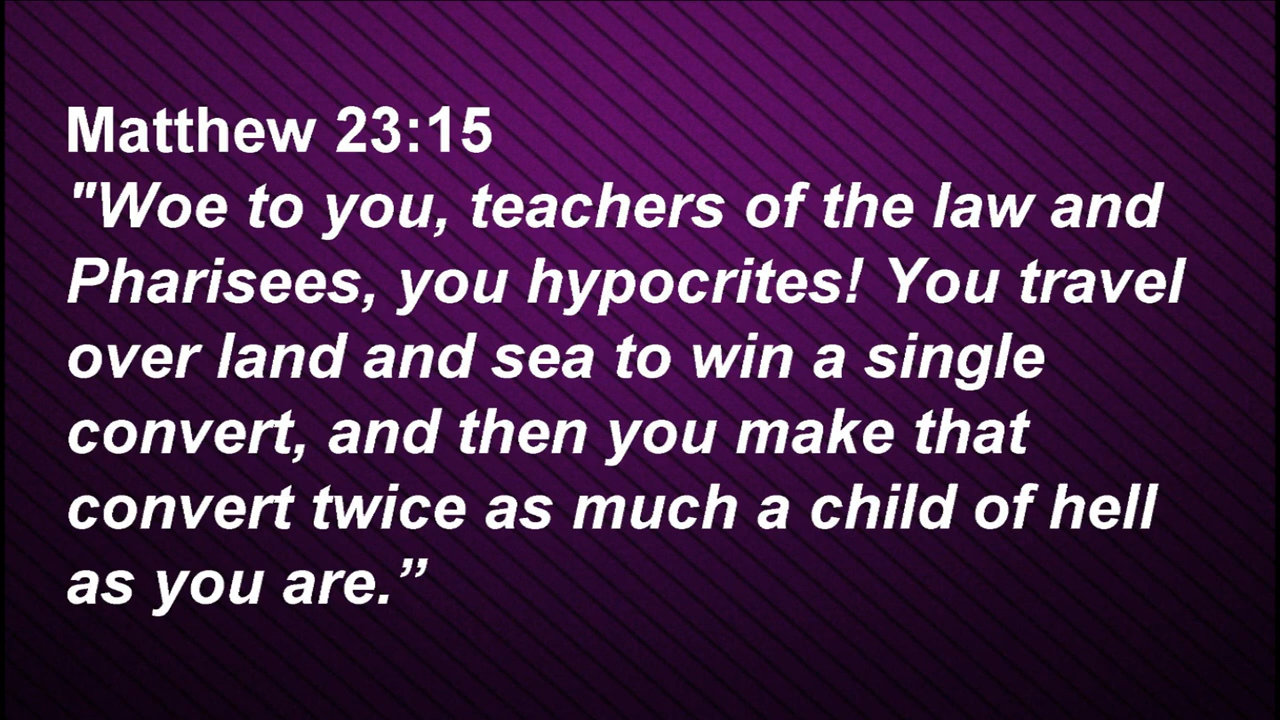 Matthew 23:15
"Woe to you, teachers of the law and
Pharisees, you hypocrites! You travel
over land and sea to win a single
convert, and then you make that
convert twice as much a child of hell
as you are.”